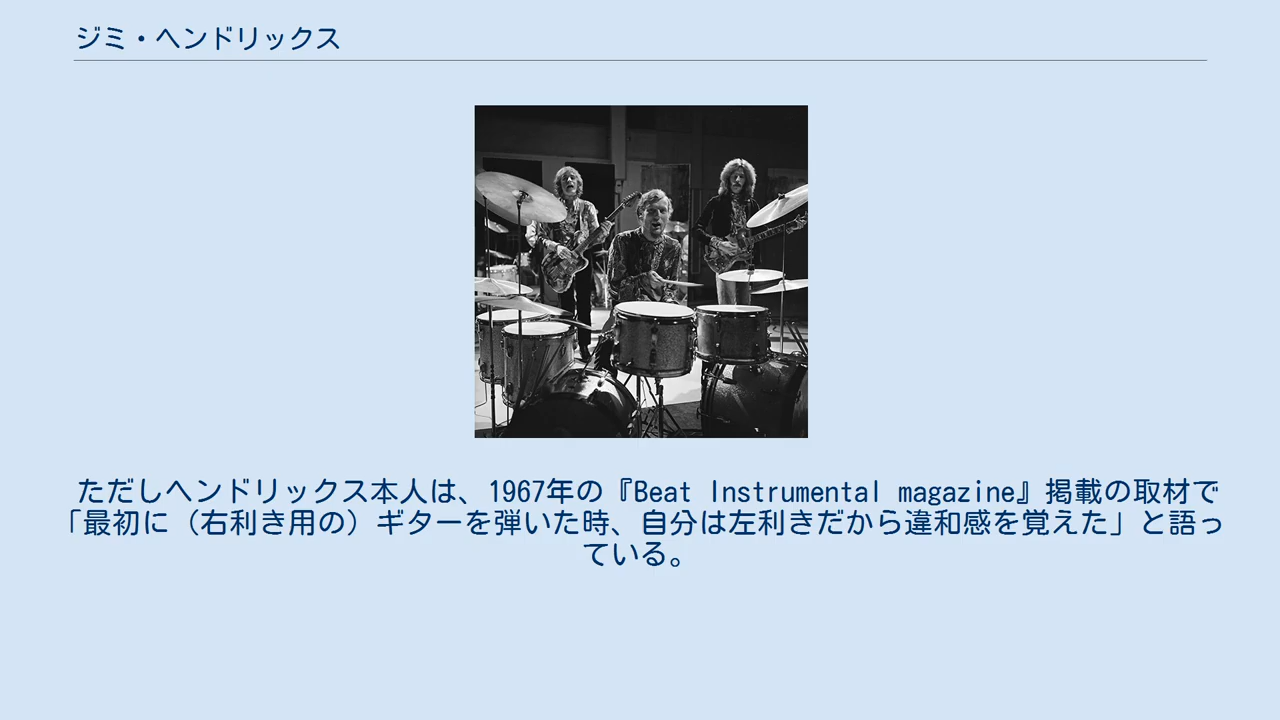 ジミ・ヘンドリックス
ただしヘンドリックス本人は、1967年の『Beat Instrumental magazine』掲載の取材で
「最初に（右利き用の）ギターを弾いた時、自分は左利きだから違和感を覚えた」と語っ
ている。